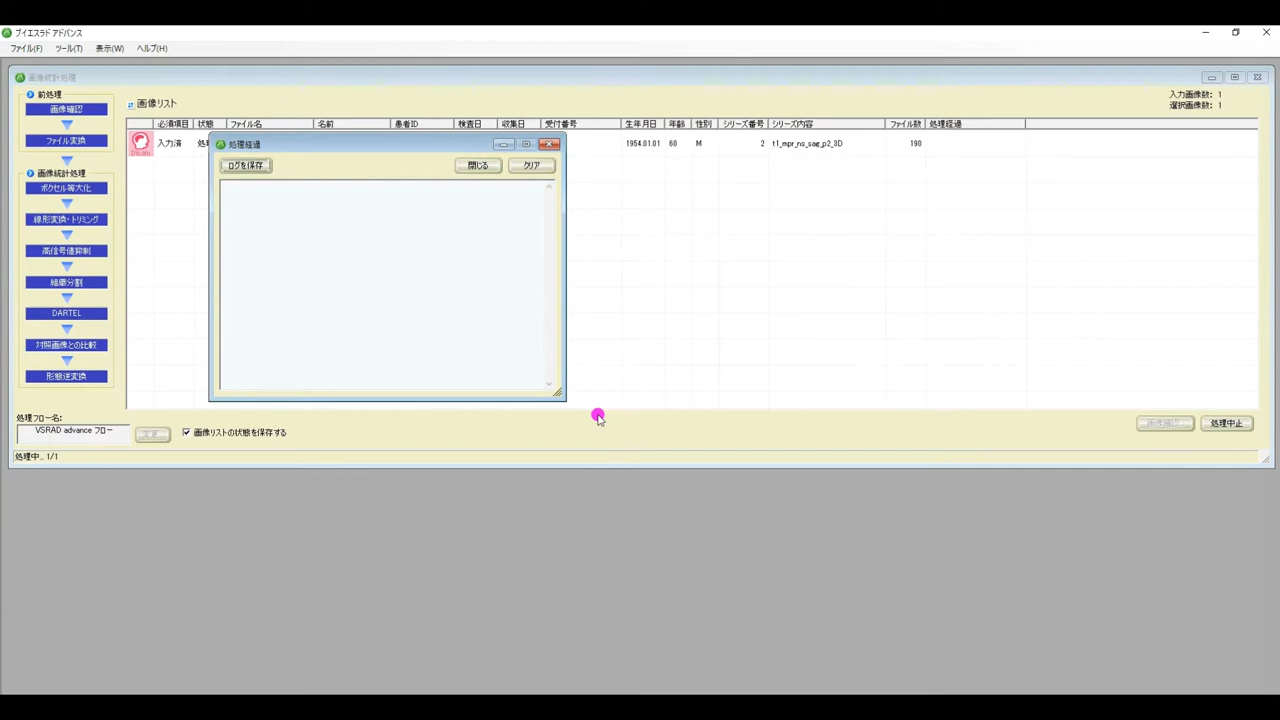 ブイエスラド アドバンス
ファイル(F) ツール(T) 表示(W) ヘルプ(H)
画像統計処理
前処理
画像確認
ファイル変換
画像統計処理
ボクセル等大化
線形変換・トリミング
高信号値抑制
組織分割
DARTEL
対照画像との比較
形態逆変換
画像リスト
入力画像数: 1
選択画像数: 1
必須項目 状態 ファイル名 名前 患者ID 検査日 収集日 受付番号 生年月日 年齢 性別 シリーズ番号 シリーズ内容 ファイル数 処理経過
入力済 処 1954.01.01 60 M 2 t1_mpr_ns_sag_p2_3D 190
処理経過
ログを保存 閉じる クリア
処理フロー名:
VSRAD advance フロー
画像リストの状態を保存する
画像確認 処理中止
処理中... 1/1